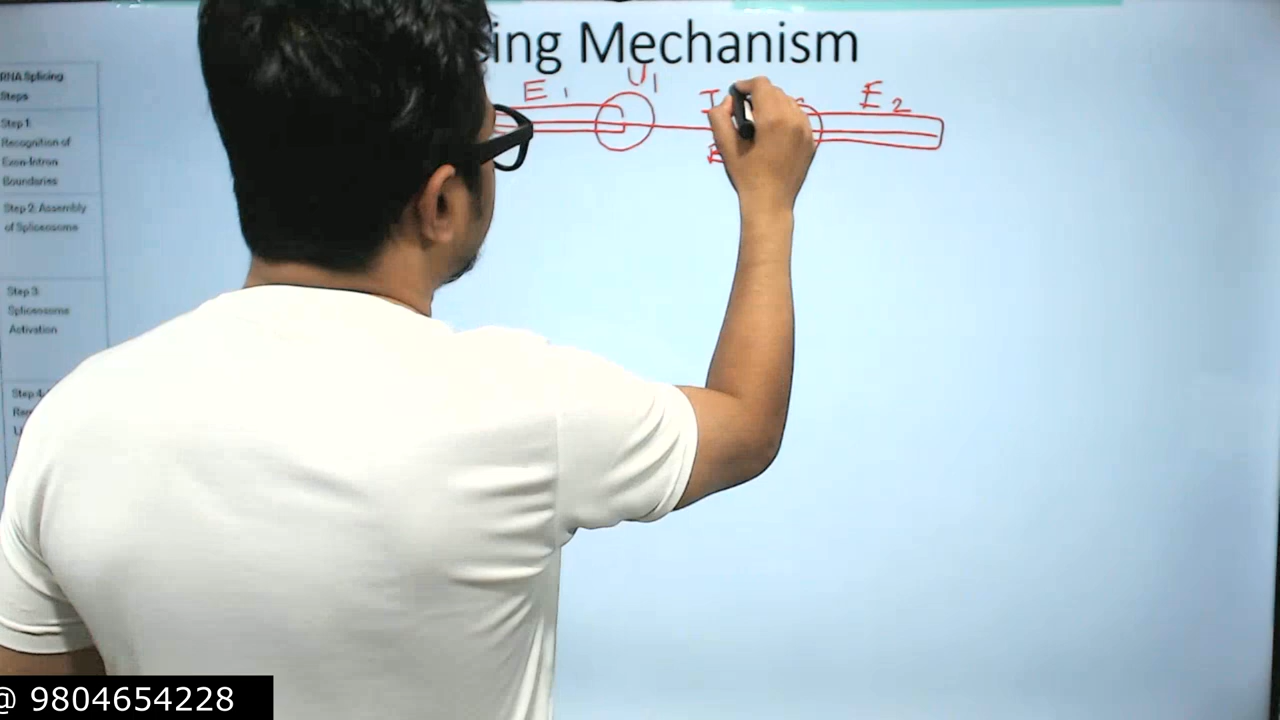 ing Mechanism
RNA Splicing
Steps
Step 1:
Recognition of
Exon-Intron
Boundaries
Step 2: Assembly
of Spliceosome
Step 3:
Spliceosome
Activation
Step 4:
E1
U1
E2
@ 9804654228